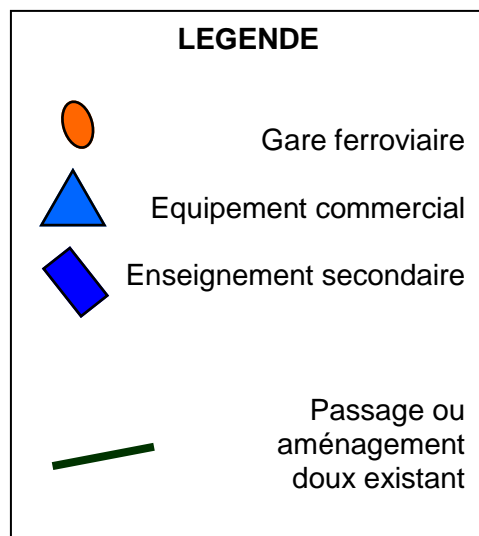 LEGENDE
Gare ferroviaire
Equipement commercial
Enseignement secondaire
Passage ou
aménagement
doux existant